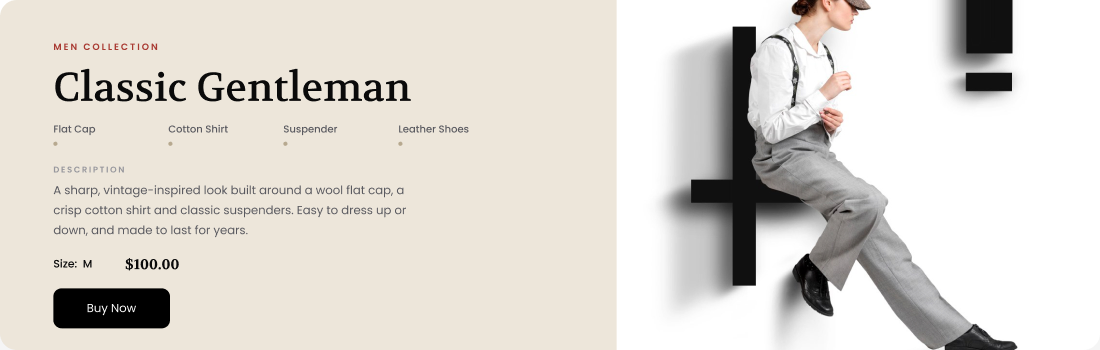 MEN COLLECTION
Classic Gentleman
Flat Cap Cotton Shirt Suspender Leather Shoes
DESCRIPTION
A sharp, vintage-inspired look built around a wool flat cap, a
crisp cotton shirt and classic suspenders. Easy to dress up or
down, and made to last for years.
Size: M $100.00
Buy Now